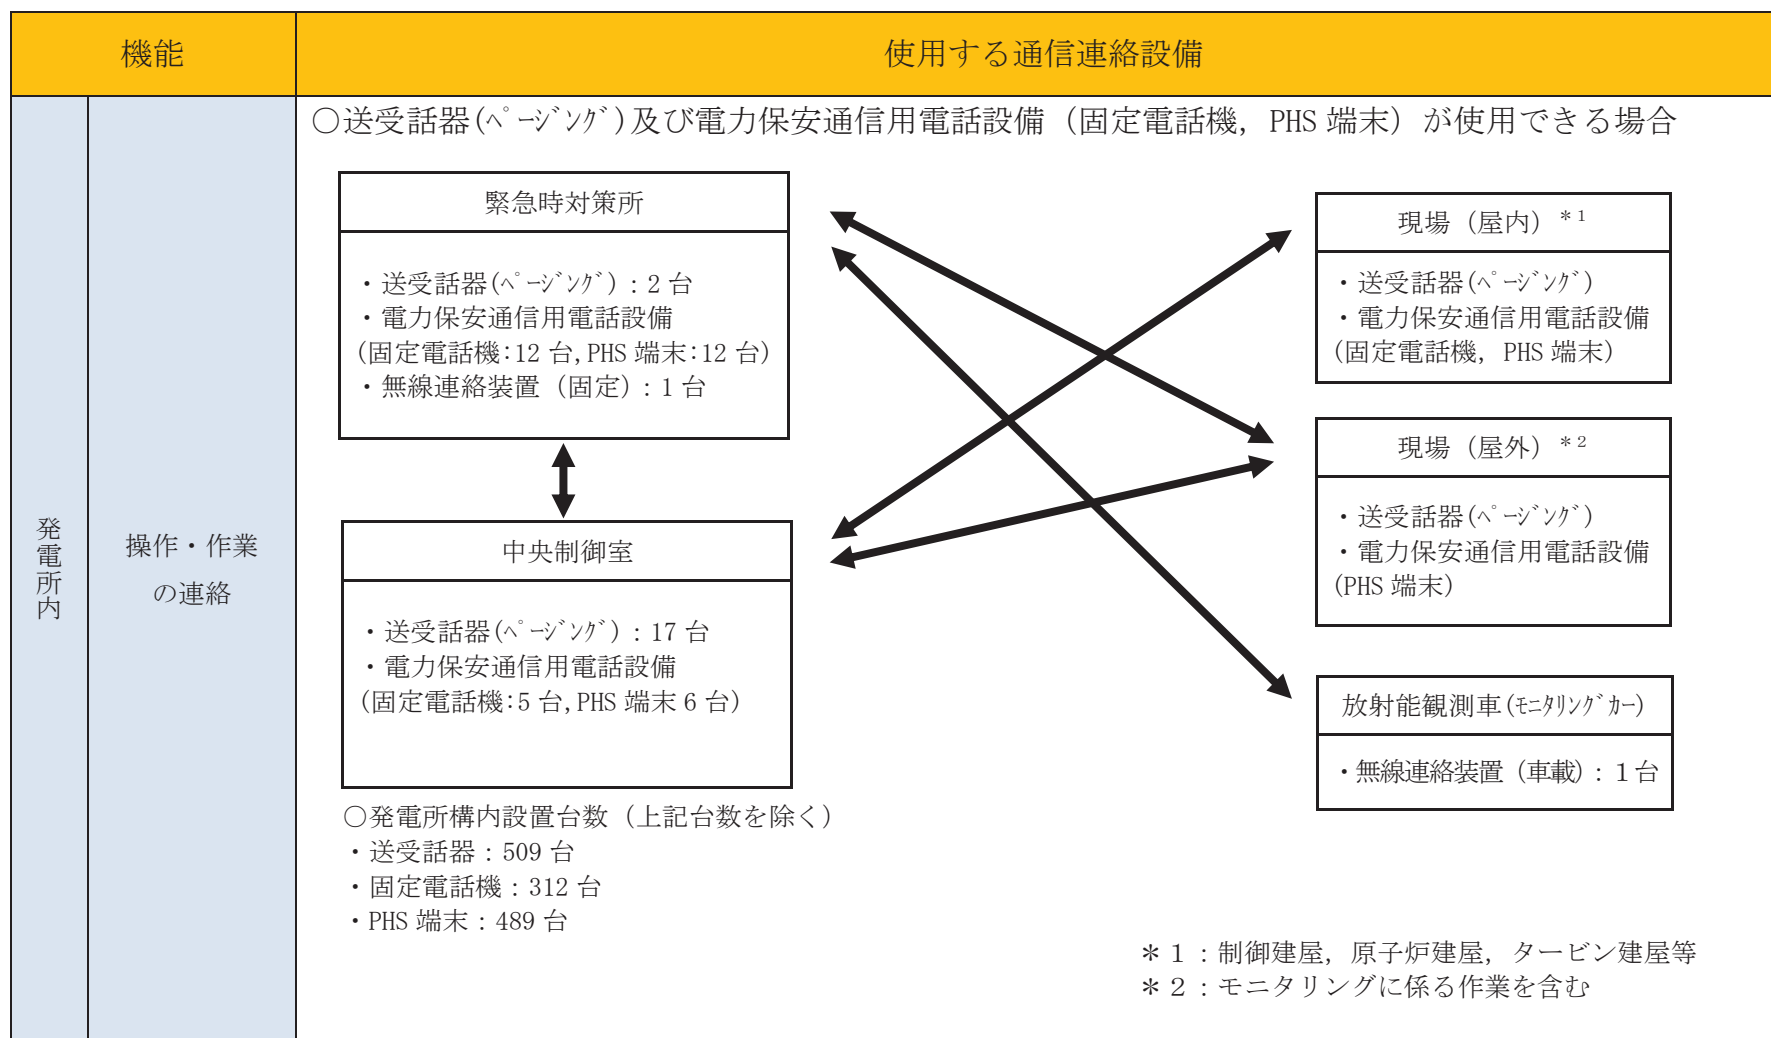 機能
使用する通信連絡設備
発電所内
操作・作業
の連絡
○送受話器(ﾍﾟｰｼﾞﾝｸﾞ)及び電力保安通信用電話設備（固定電話機，PHS 端末）が使用できる場合
緊急時対策所
・送受話器(ﾍﾟｰｼﾞﾝｸﾞ)：2 台
・電力保安通信用電話設備
(固定電話機:12 台,PHS 端末:12 台)
・無線連絡装置（固定）：1 台
中央制御室
・送受話器(ﾍﾟｰｼﾞﾝｸﾞ)：17 台
・電力保安通信用電話設備
(固定電話機:5 台,PHS 端末 6 台)
○発電所構内設置台数（上記台数を除く）
・送受話器：509 台
・固定電話機：312 台
・PHS 端末：489 台
現場（屋内）＊1
・送受話器(ﾍﾟｰｼﾞﾝｸﾞ)
・電力保安通信用電話設備
(固定電話機，PHS 端末)
現場（屋外）＊2
・送受話器(ﾍﾟｰｼﾞﾝｸﾞ)
・電力保安通信用電話設備
(PHS 端末)
放射能観測車(ﾓﾆﾀﾘﾝｸﾞｶｰ)
・無線連絡装置（車載）：１台
＊１：制御建屋，原子炉建屋，タービン建屋等
＊２：モニタリングに係る作業を含む